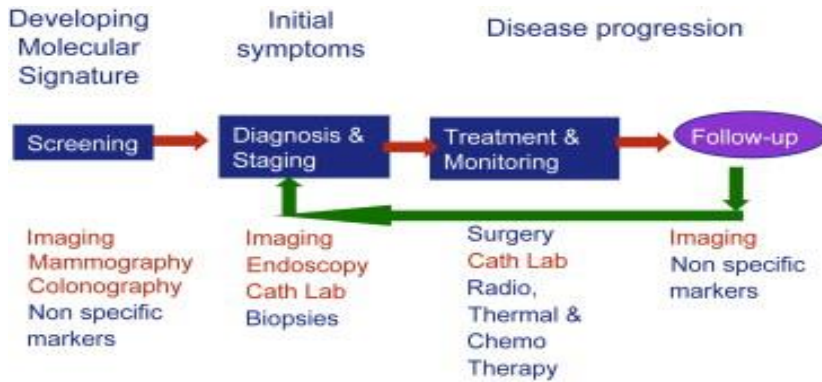 Developing
Molecular
Signature
Initial
symptoms
Disease progression
Screening
Diagnosis &
Staging
Treatment &
Monitoring
Follow-up
Imaging
Mammography
Colonography
Non specific
markers
Imaging
Endoscopy
Cath Lab
Biopsies
Surgery
Cath Lab
Radio,
Thermal &
Chemo
Therapy
Imaging
Non specific
markers